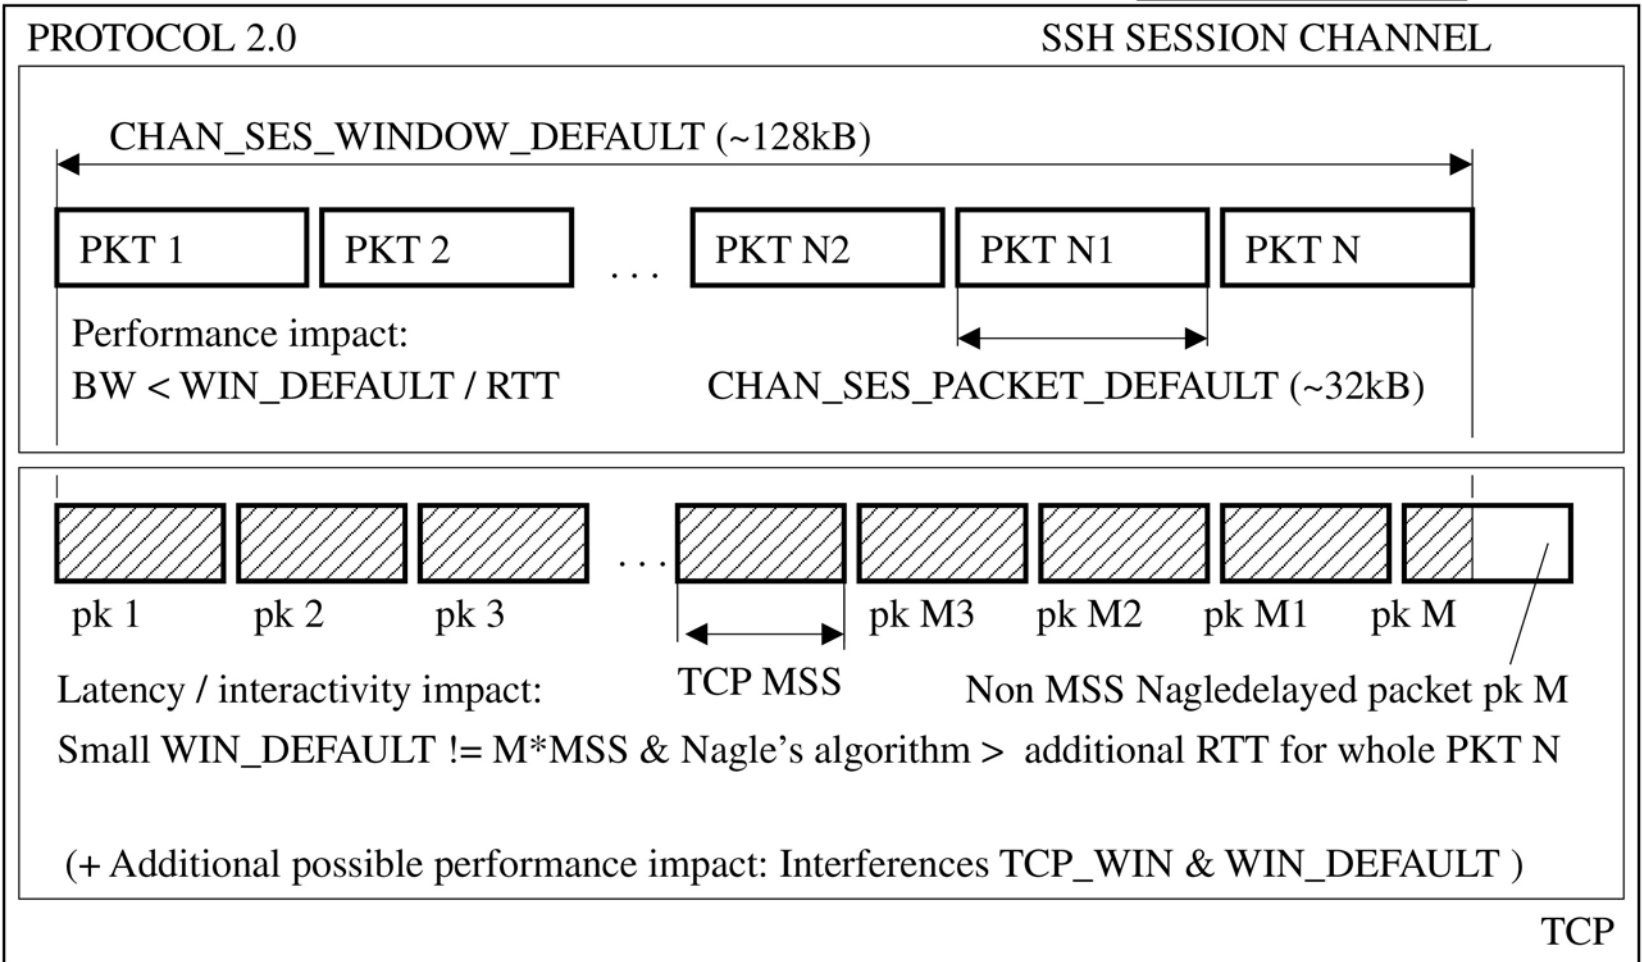 PROTOCOL 2.0 SSH SESSION CHANNEL
CHAN_SES_WINDOW_DEFAULT (~128kB)
PKT 1 PKT 2 . . . PKT N2 PKT N1 PKT N
Performance impact:
BW < WIN_DEFAULT / RTT CHAN_SES_PACKET_DEFAULT (~32kB)
. . .
pk 1 pk 2 pk 3 pk M3 pk M2 pk M1 pk M
TCP MSS
Latency / interactivity impact: Non MSS Nagledelayed packet pk M
Small WIN_DEFAULT != M*MSS & Nagle's algorithm > additional RTT for whole PKT N
(+ Additional possible performance impact: Interferences TCP_WIN & WIN_DEFAULT )
TCP